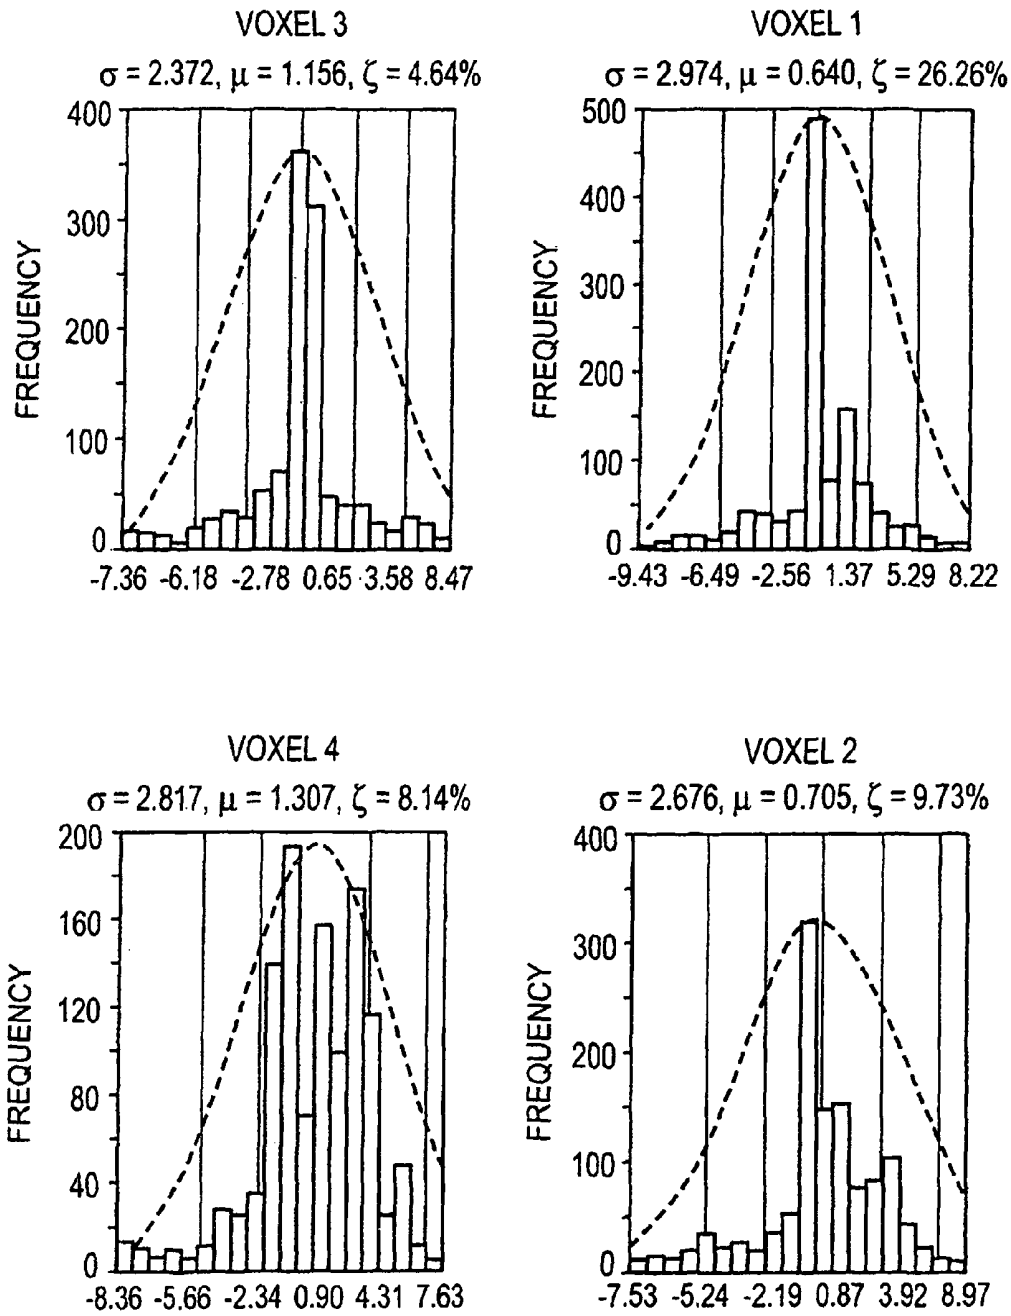 VOXEL 3
σ = 2.372, μ = 1.156, ζ = 4.64%
400
300
200
100
0
FREQUENCY
-7.36 -6.18 -2.78 0.65 3.58 8.47
VOXEL 1
σ = 2.974, μ = 0.640, ζ = 26.26%
500
400
300
200
100
0
FREQUENCY
-9.43 -6.49 -2.56 1.37 5.29 8.22
VOXEL 4
σ = 2.817, μ = 1.307, ζ = 8.14%
200
160
120
80
40
0
FREQUENCY
-8.36 -5.66 -2.34 0.90 4.31 7.63
VOXEL 2
σ = 2.676, μ = 0.705, ζ = 9.73%
400
300
200
100
0
FREQUENCY
-7.53 -5.24 -2.19 0.87 3.92 8.97